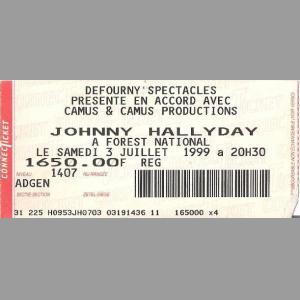 DEFOURNY SPECTACLES
PRESENTE EN ACCORD AVEC
CAMUS & CAMUS PRODUCTIONS
JOHNNY HALLYDAY
A FOREST NATIONAL
LE SAMEDI 3 JUILLET 1999 a 20H30
1650.00F REG
1407
ADGEN
31 225 H0953JH0703 03191436 11 165000 x4
CONNECTICKET